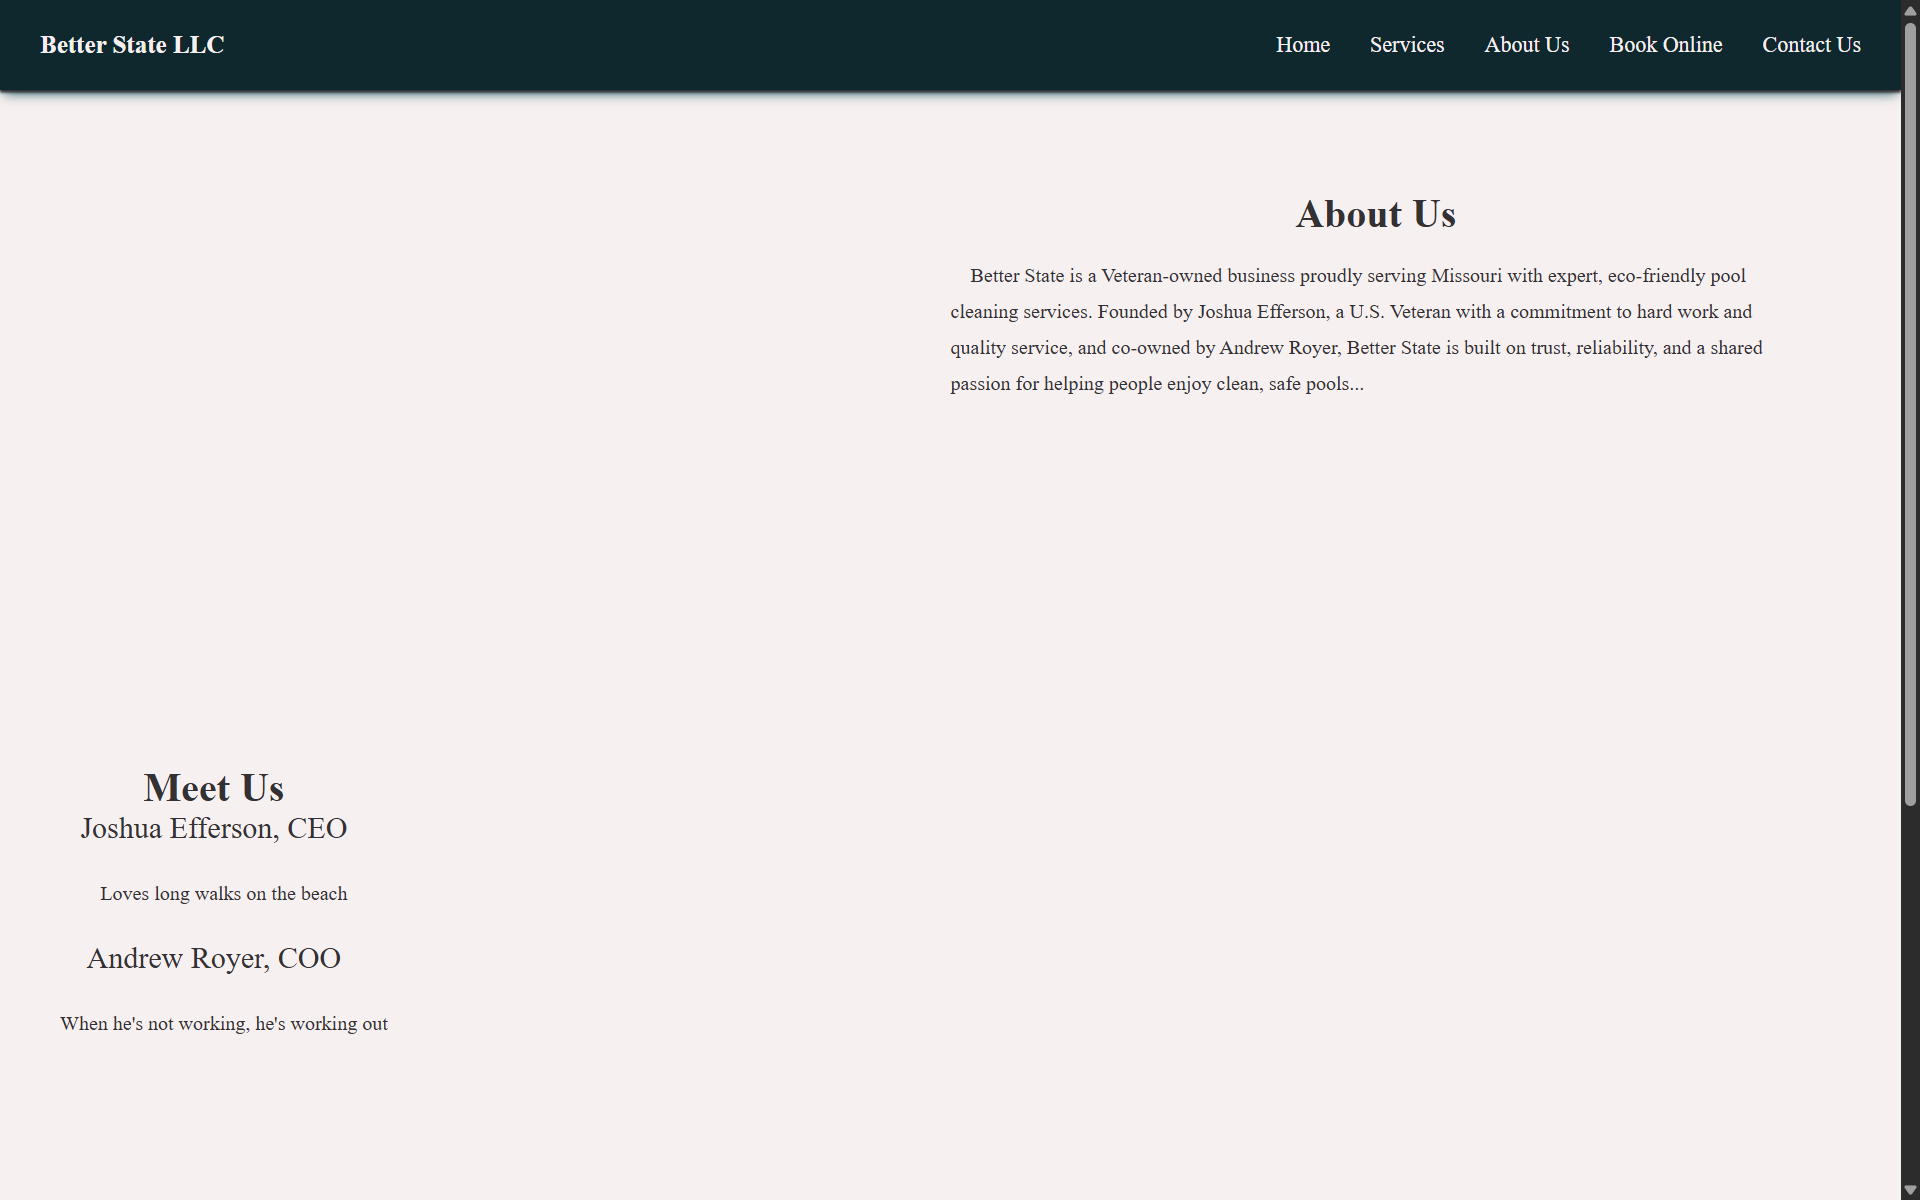 Better State LLC
Home Services About Us Book Online Contact Us
About Us
Better State is a Veteran-owned business proudly serving Missouri with expert, eco-friendly pool
cleaning services. Founded by Joshua Efferson, a U.S. Veteran with a commitment to hard work and
quality service, and co-owned by Andrew Royer, Better State is built on trust, reliability, and a shared
passion for helping people enjoy clean, safe pools...
Meet Us
Joshua Efferson, CEO
Loves long walks on the beach
Andrew Royer, COO
When he's not working, he's working out